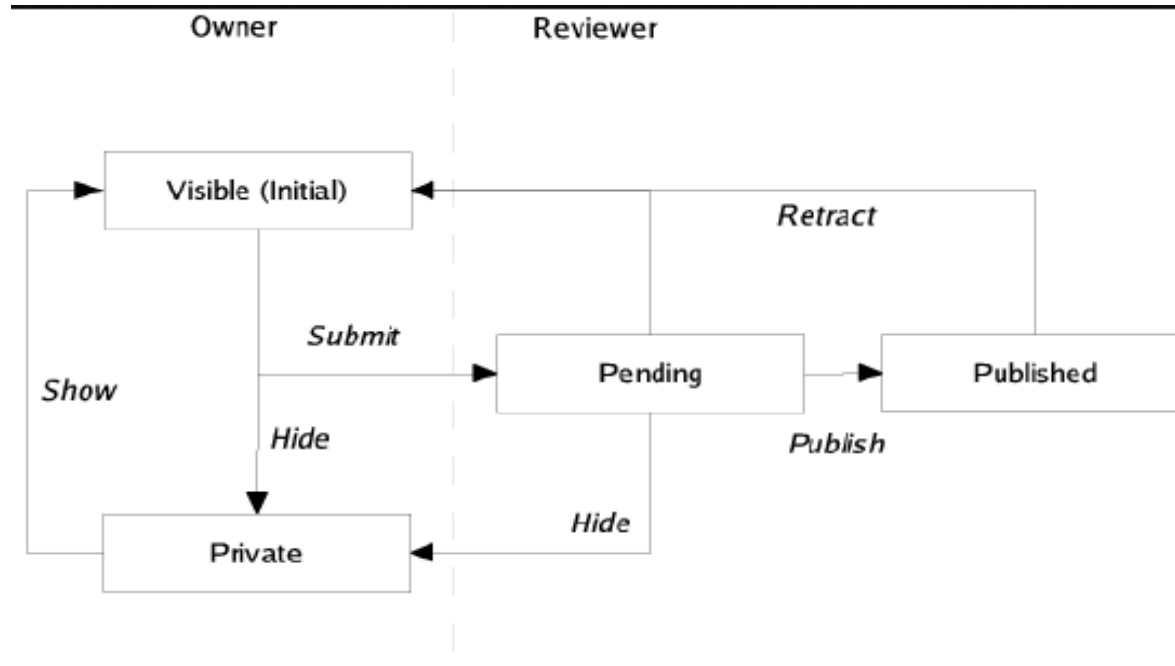 Owner
Reviewer
Visible (Initial)
Retract
Submit
Pending
Published
Show
Hide
Publish
Hide
Private